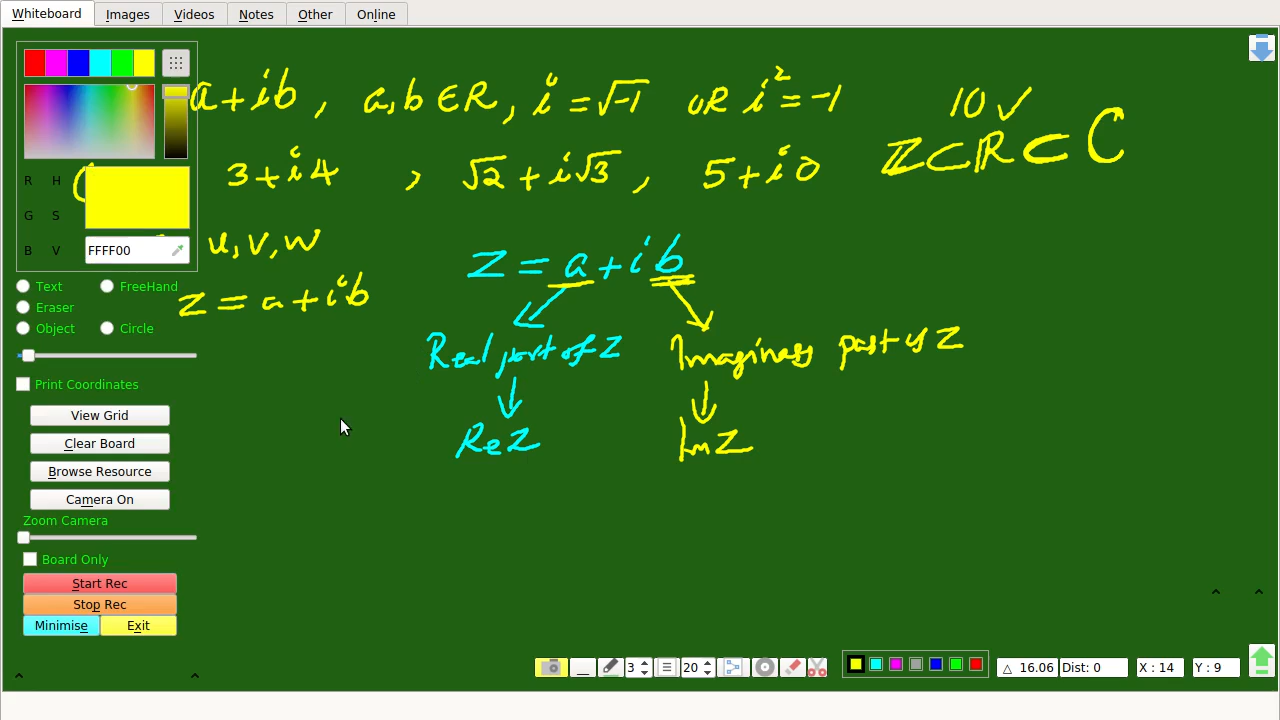 Whiteboard Images Videos Notes Other Online
a+ib , a,b ∈ R, i = √-1 OR i² = -1
10 ✓
3+i4 , √2 + i√3 , 5+i0
ℤ ⊂ ℝ ⊂ ℂ
R H
G S
B V FFFF00
u, v, w
z = a+ib
z = a+ib
Text FreeHand
Eraser
Object Circle
Real part of z Imaginary part of z
Print Coordinates
View Grid
Clear Board
Re z Im z
Browse Resource
Camera On
Zoom Camera
Board Only
Start Rec
Stop Rec
Minimise Exit
3 20 △ 16.06 Dist: 0 X : 14 Y : 9